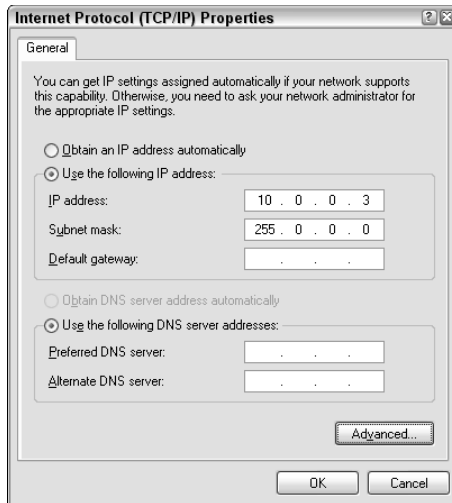 Internet Protocol (TCP/IP) Properties
General
You can get IP settings assigned automatically if your network supports
this capability. Otherwise, you need to ask your network administrator for
the appropriate IP settings.
Obtain an IP address automatically
Use the following IP address:
IP address: 10 . 0 . 0 . 3
Subnet mask: 255 . 0 . 0 . 0
Default gateway: . . .
Obtain DNS server address automatically
Use the following DNS server addresses:
Preferred DNS server: . . .
Alternate DNS server: . . .
Advanced...
OK Cancel